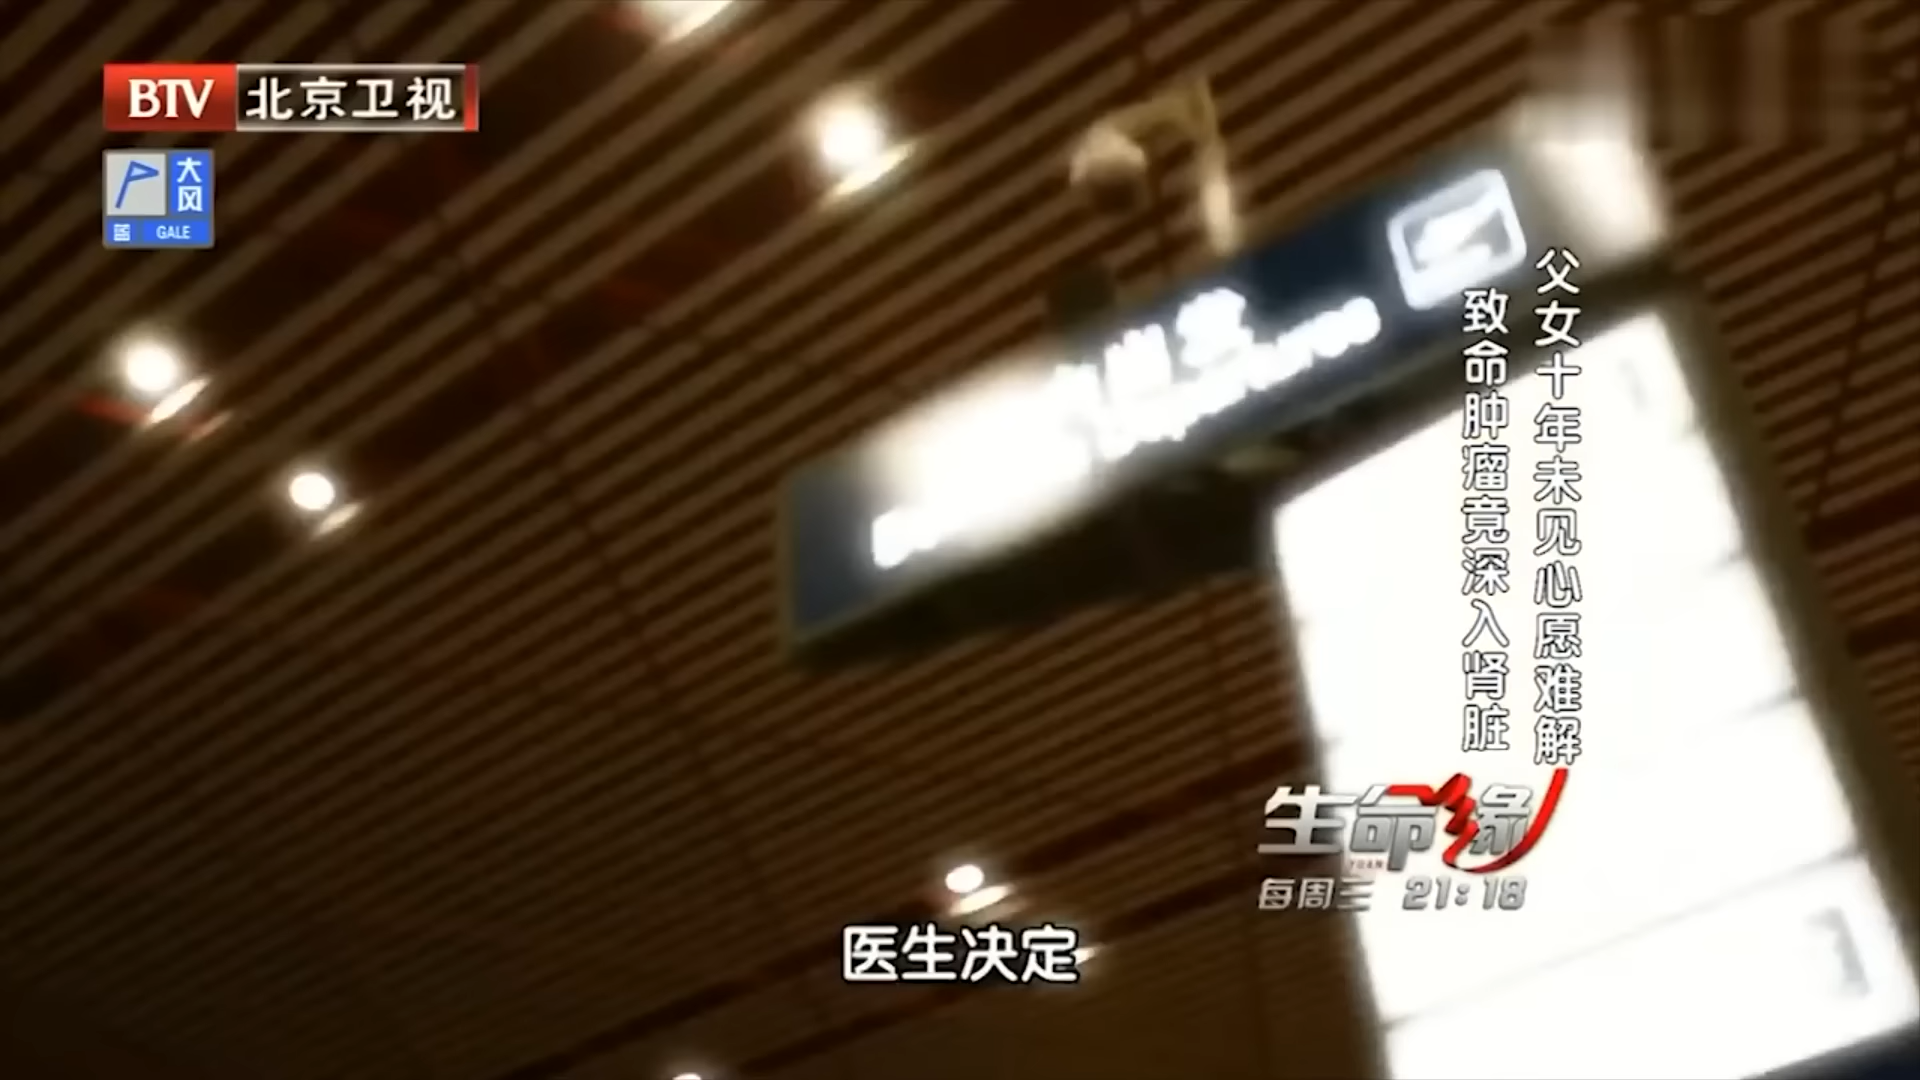 BTV 北京卫视
大风
蓝 GALE
父女十年未见心愿难解
致命肿瘤竟深入肾脏
生命缘
YUAN
每周三 21:18
医生决定